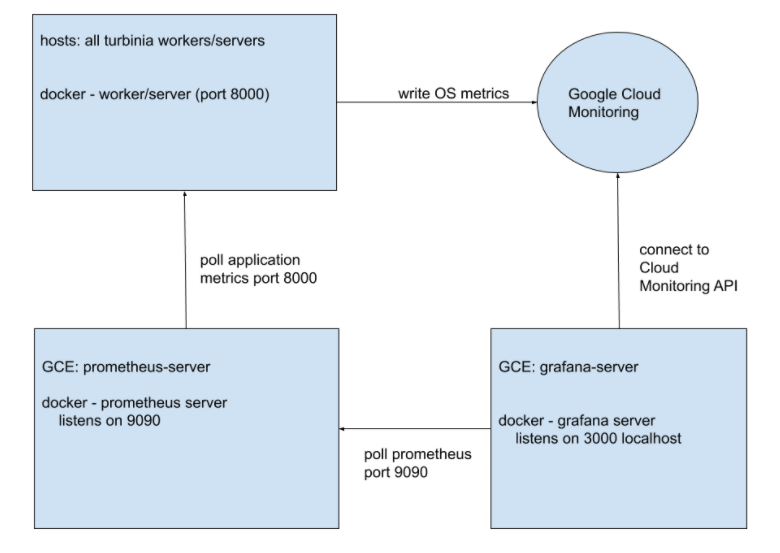 hosts: all turbinia workers/servers
docker - worker/server (port 8000)
write OS metrics
Google Cloud
Monitoring
poll application
metrics port 8000
connect to
Cloud
Monitoring API
GCE: prometheus-server
docker - prometheus server
listens on 9090
poll prometheus
port 9090
GCE: grafana-server
docker - grafana server
listens on 3000 localhost